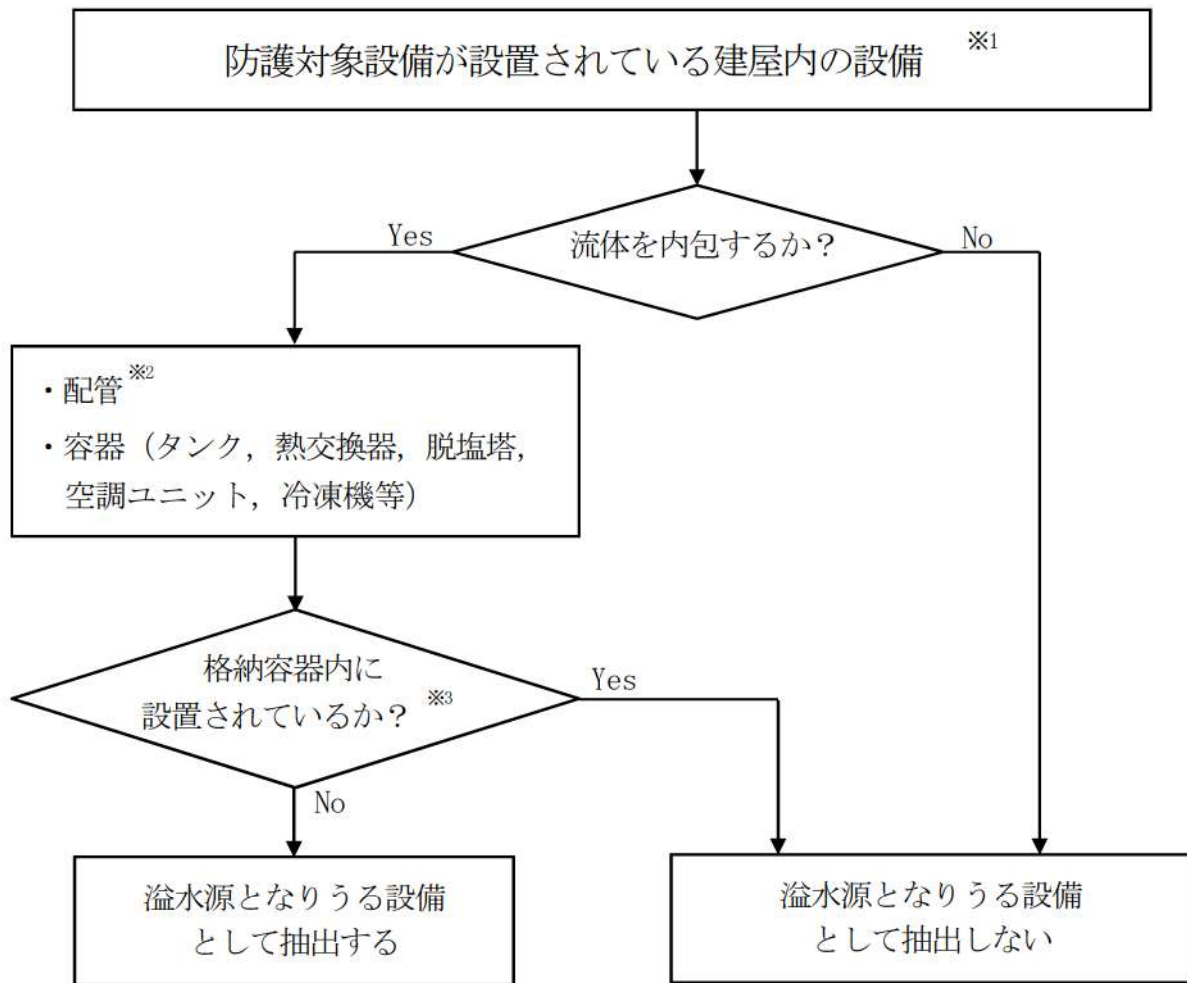 防護対象設備が設置されている建屋内の設備 ※1
流体を内包するか？
Yes
No
・配管※2
・容器（タンク，熱交換器，脱塩塔，
空調ユニット，冷凍機等）
格納容器内に
設置されているか？ ※3
Yes
No
溢水源となりうる設備
として抽出する
溢水源となりうる設備
として抽出しない